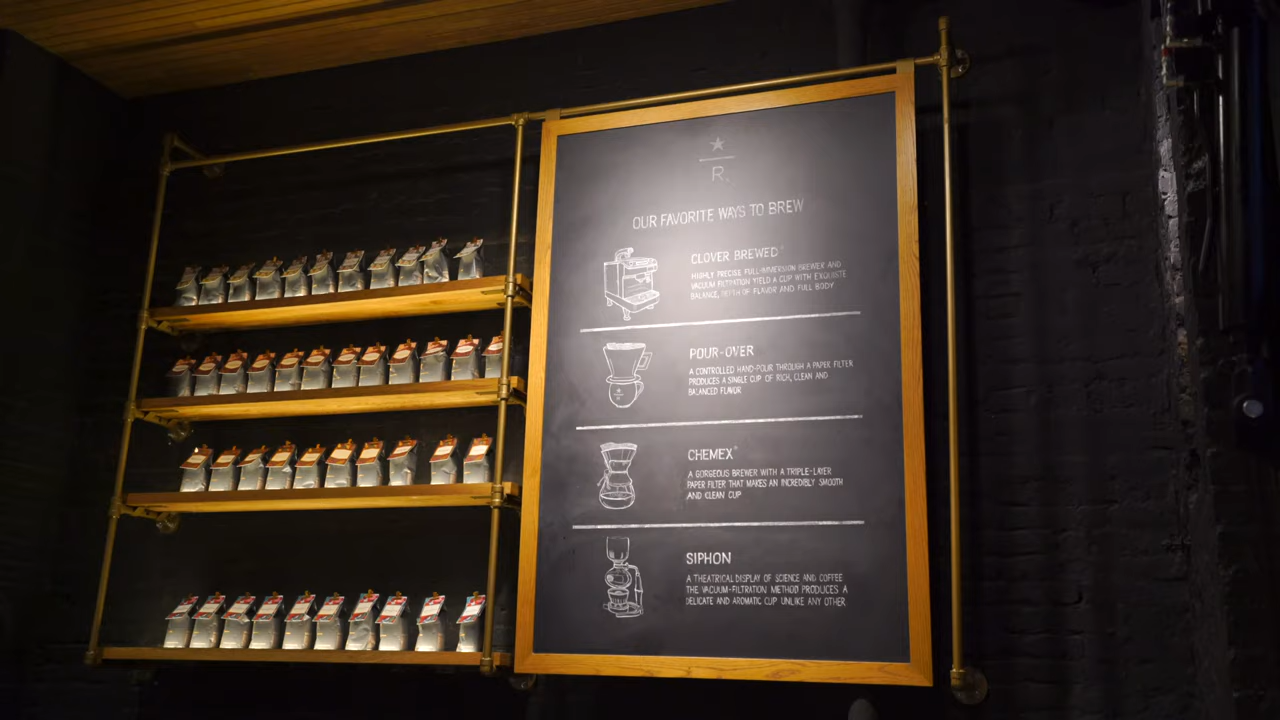 R.
OUR FAVORITE WAYS TO BREW
CLOVER BREWED®
HIGHLY PRECISE FULL-IMMERSION BREWER AND
VACUUM FILTRATION YIELD A CUP WITH EXQUISITE
BALANCE, DEPTH OF FLAVOR AND FULL BODY
POUR-OVER
A CONTROLLED HAND-POUR THROUGH A PAPER FILTER
PRODUCES A SINGLE CUP OF RICH, CLEAN AND
BALANCED FLAVOR
CHEMEX®
A GORGEOUS BREWER WITH A TRIPLE-LAYER
PAPER FILTER THAT MAKES AN INCREDIBLY SMOOTH
AND CLEAN CUP
SIPHON
A THEATRICAL DISPLAY OF SCIENCE AND COFFEE
THE VACUUM-FILTRATION METHOD PRODUCES A
DELICATE AND AROMATIC CUP UNLIKE ANY OTHER